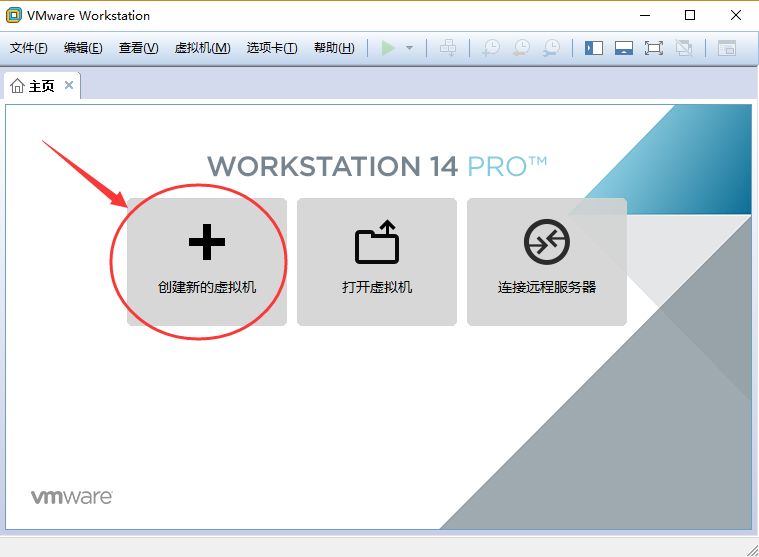 VMware Workstation
文件(F) 编辑(E) 查看(V) 虚拟机(M) 选项卡(T) 帮助(H)
主页
WORKSTATION 14 PRO™
创建新的虚拟机 打开虚拟机 连接远程服务器
vmware